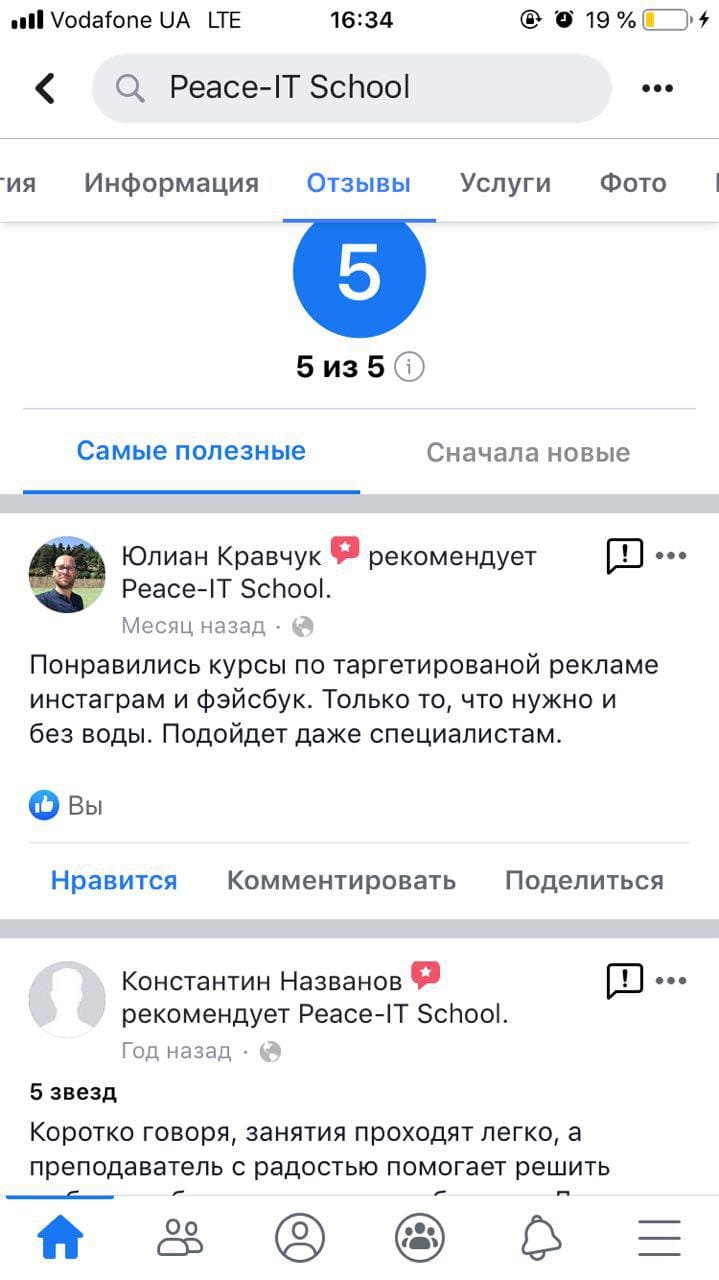 Vodafone UA LTE 16:34 19 %
Peace-IT School
гия Информация Отзывы Услуги Фото
5
5 из 5
Самые полезные Сначала новые
Юлиан Кравчук рекомендует
Peace-IT School.
Месяц назад ·
Понравились курсы по таргетированой рекламе
инстаграм и фэйсбук. Только то, что нужно и
без воды. Подойдет даже специалистам.
Вы
Нравится Комментировать Поделиться
Константин Названов
рекомендует Peace-IT School.
Год назад ·
5 звезд
Коротко говоря, занятия проходят легко, а
преподаватель с радостью помогает решить